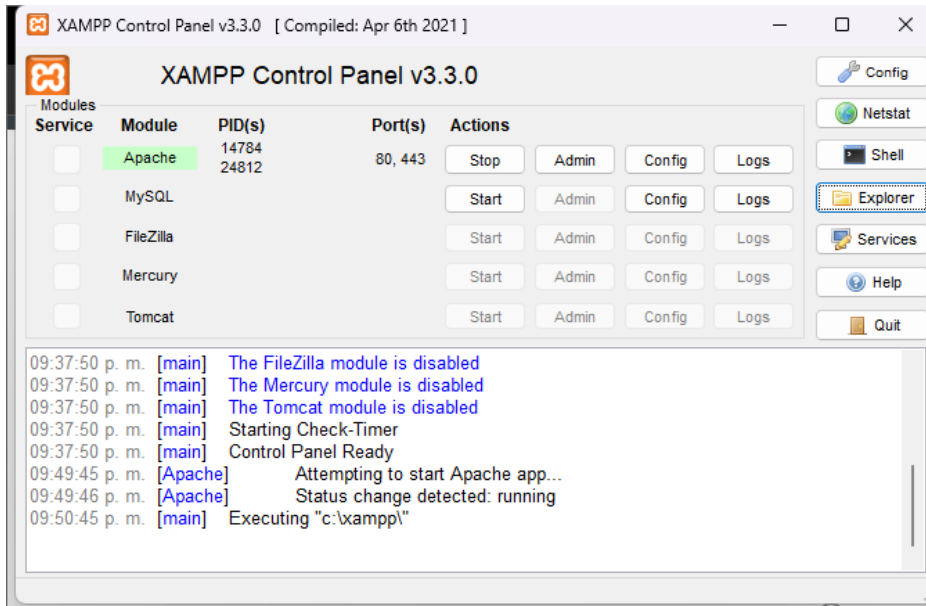 XAMPP Control Panel v3.3.0 [ Compiled: Apr 6th 2021 ]
XAMPP Control Panel v3.3.0
Config
Modules
Netstat
Service Module PID(s) Port(s) Actions
Apache 14784 80, 443 Stop Admin Config Logs
24812
Shell
MySQL Start Admin Config Logs
Explorer
FileZilla Start Admin Config Logs
Services
Mercury Start Admin Config Logs
Help
Tomcat Start Admin Config Logs
Quit
09:37:50 p. m. [main] The FileZilla module is disabled
09:37:50 p. m. [main] The Mercury module is disabled
09:37:50 p. m. [main] The Tomcat module is disabled
09:37:50 p. m. [main] Starting Check-Timer
09:37:50 p. m. [main] Control Panel Ready
09:49:45 p. m. [Apache] Attempting to start Apache app...
09:49:46 p. m. [Apache] Status change detected: running
09:50:45 p. m. [main] Executing "c:\xampp\"